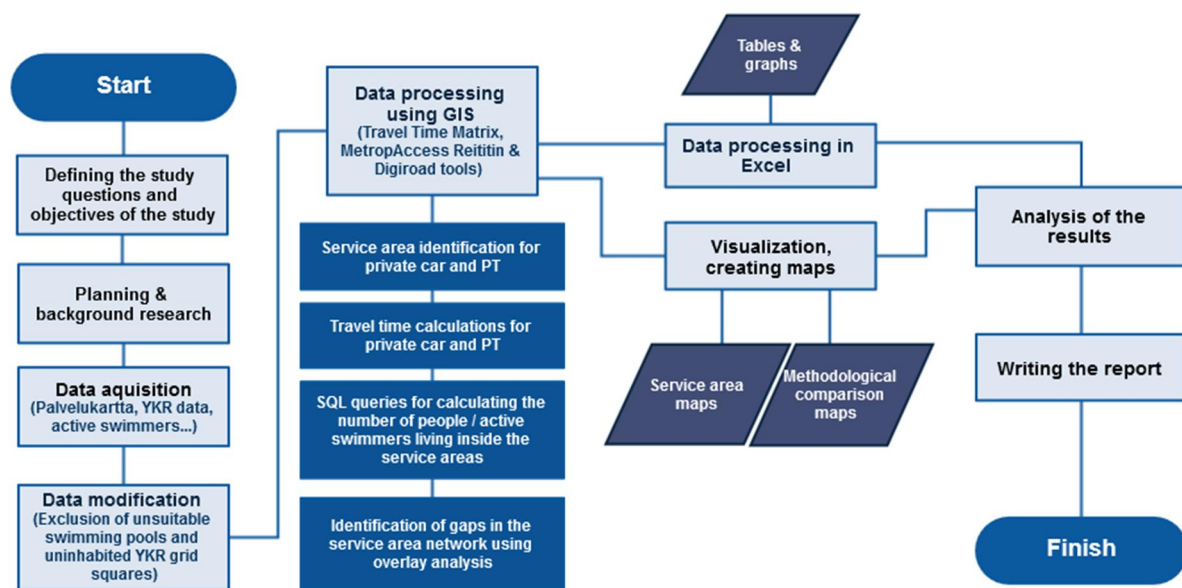 Start
Defining the study
questions and
objectives of the study
Planning &
background research
Data aquisition
(Palvelukartta, YKR data,
active swimmers...)
Data modification
(Exclusion of unsuitable
swimming pools and
uninhabited YKR grid
squares)
Data processing
using GIS
(Travel Time Matrix,
MetropAccess Reititin &
Digiroad tools)
Service area identification for
private car and PT
Travel time calculations for
private car and PT
SQL queries for calculating the
number of people / active
swimmers living inside the
service areas
Identification of gaps in the
service area network using
overlay analysis
Tables &
graphs
Data processing in
Excel
Visualization,
creating maps
Service area
maps
Methodological
comparison
maps
Analysis of the
results
Writing the report
Finish